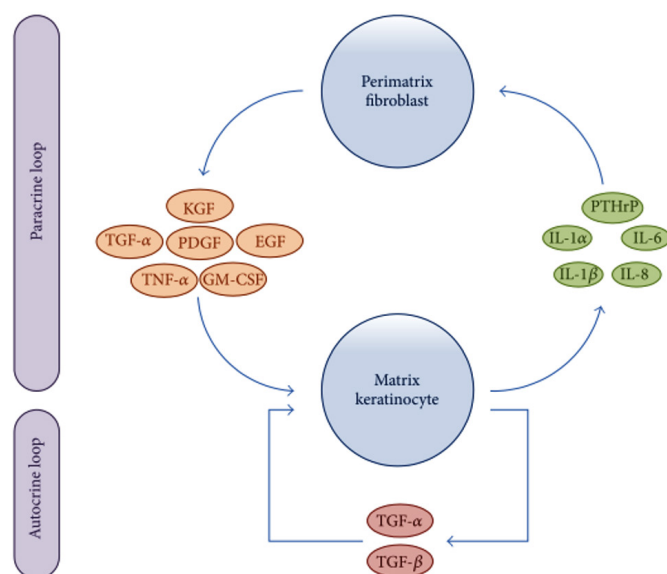 Paracrine loop
Autocrine loop
Perimatrix
fibroblast
KGF
TGF-α
PDGF
EGF
TNF-α
GM-CSF
PTHrP
IL-1α
IL-6
IL-1β
IL-8
Matrix
keratinocyte
TGF-α
TGF-β